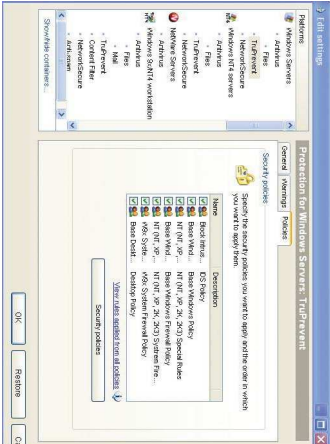 Edit settings
Platforms
Windows Servers
Antivirus
Files
TruPrevent
NetworkSecure
Windows NT4 servers
Antivirus
Files
TruPrevent
NetworkSecure
NetWare Servers
Antivirus
Windows 9x/NT4 workstation
Antivirus
Files
Mail
TruPrevent
Content Filter
NetworkSecure
Show/hide containers...
Protection for Windows Servers: TruPrevent
General
Warnings
Policies
Specify the security policies you want to apply and the order in which
you want to apply them.
Security policies
Name Description
Block Intrus... IDS Policy
Base Wind... Base Windows Policy
NT (NT, XP, ... NT (NT, XP, 2K, 2K3) Special Rules
Base Wind... Base Windows Firewall Policy
NT (NT, XP, ... NT (NT, XP, 2K, 2K3) System Fire...
W9x Syste... W9x System Firewall Policy
Base Deskt... Desktop Policy
View rules applied from all policies
Security policies
OK
Restore